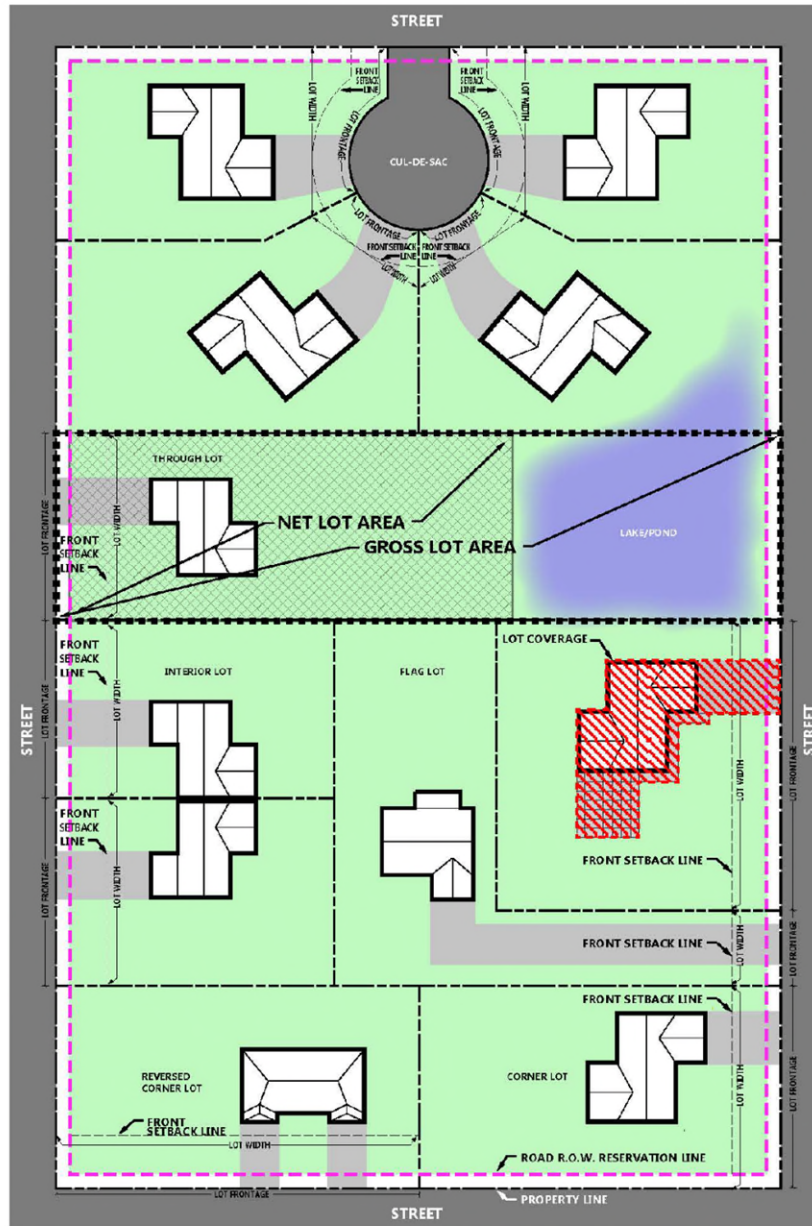 STREET
LOT WIDTH
FRONT
SETBACK
LINE
LOT FRONTAGE
FRONT
SETBACK
LINE
LOT FRONTAGE
LOT WIDTH
CUL-DE-SAC
LOT FRONTAGE
LOT FRONTAGE
FRONT SETBACK
LINE
FRONT SETBACK
LINE
LOT WIDTH
LOT WIDTH
THROUGH LOT
LOT FRONTAGE
LOT WIDTH
FRONT
SETBACK
LINE
NET LOT AREA
GROSS LOT AREA
LAKE/POND
FRONT
SETBACK
LINE
INTERIOR LOT
FLAG LOT
LOT COVERAGE
LOT FRONTAGE
LOT WIDTH
STREET
STREET
LOT WIDTH
LOT FRONTAGE
FRONT
SETBACK
LINE
LOT FRONTAGE
LOT WIDTH
FRONT SETBACK LINE
FRONT SETBACK LINE
LOT WIDTH
LOT FRONTAGE
FRONT SETBACK LINE
REVERSED
CORNER LOT
CORNER LOT
LOT WIDTH
LOT FRONTAGE
FRONT
SETBACK LINE
LOT WIDTH
ROAD R.O.W. RESERVATION LINE
LOT FRONTAGE
PROPERTY LINE
STREET